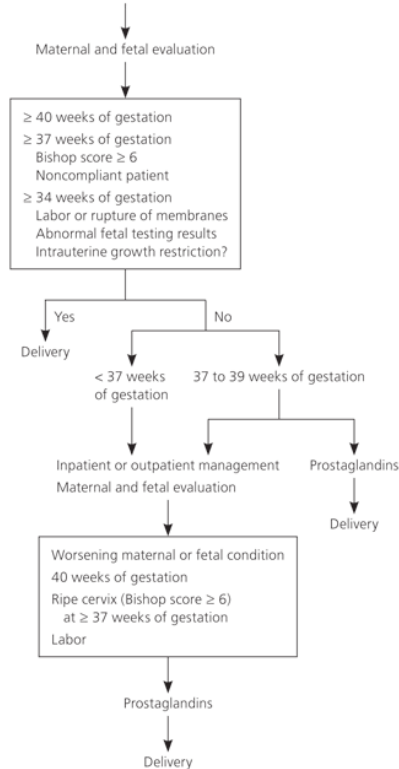 Maternal and fetal evaluation
≥ 40 weeks of gestation
≥ 37 weeks of gestation
Bishop score ≥ 6
Noncompliant patient
≥ 34 weeks of gestation
Labor or rupture of membranes
Abnormal fetal testing results
Intrauterine growth restriction?
Yes
No
Delivery
< 37 weeks
of gestation
37 to 39 weeks of gestation
Inpatient or outpatient management
Maternal and fetal evaluation
Prostaglandins
Delivery
Worsening maternal or fetal condition
40 weeks of gestation
Ripe cervix (Bishop score ≥ 6)
at ≥ 37 weeks of gestation
Labor
Prostaglandins
Delivery